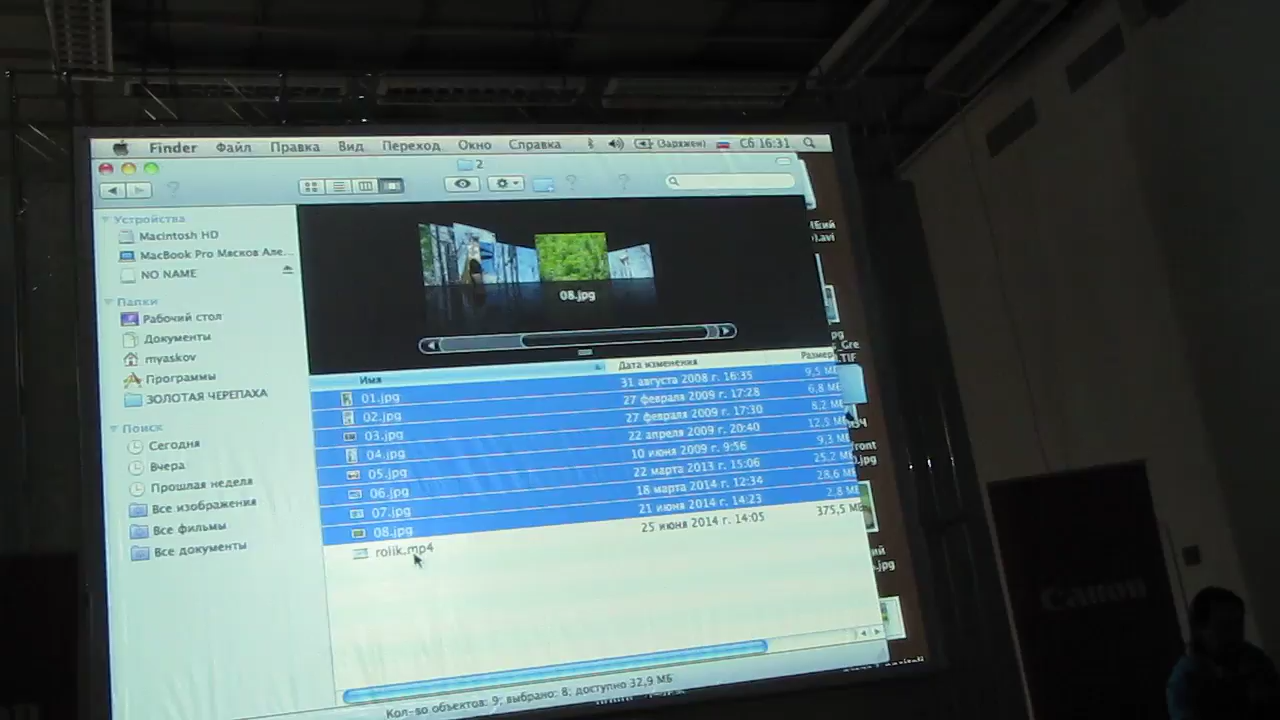 Finder Файл Правка Вид Переход Окно Справка (Заряжен) Сб 16:31
2
Устройства
Macintosh HD
MacBook Pro Мясков Але...
NO NAME
Папки
Рабочий стол
Документы
myaskov
Программы
ЗОЛОТАЯ ЧЕРЕПАХА
Поиск
Сегодня
Вчера
Прошлая неделя
Все изображения
Все фильмы
Все документы
08.jpg
Имя Дата изменения Размер
01.jpg 31 августа 2008 г. 16:35 9,5 МБ
02.jpg 27 февраля 2009 г. 17:28 6,8 МБ
03.jpg 27 февраля 2009 г. 17:30 8,2 МБ
04.jpg 22 апреля 2009 г. 20:40 12,5 МБ
05.jpg 10 июня 2009 г. 9:56 9,3 МБ
06.jpg 22 марта 2013 г. 15:06 25,2 МБ
07.jpg 18 марта 2014 г. 12:34 28,6 МБ
08.jpg 21 июня 2014 г. 14:23 2,8 МБ
rolik.mp4 25 июня 2014 г. 14:05 375,5 МБ
Кол-во объектов: 9; выбрано: 8; доступно 32,9 МБ
Canon